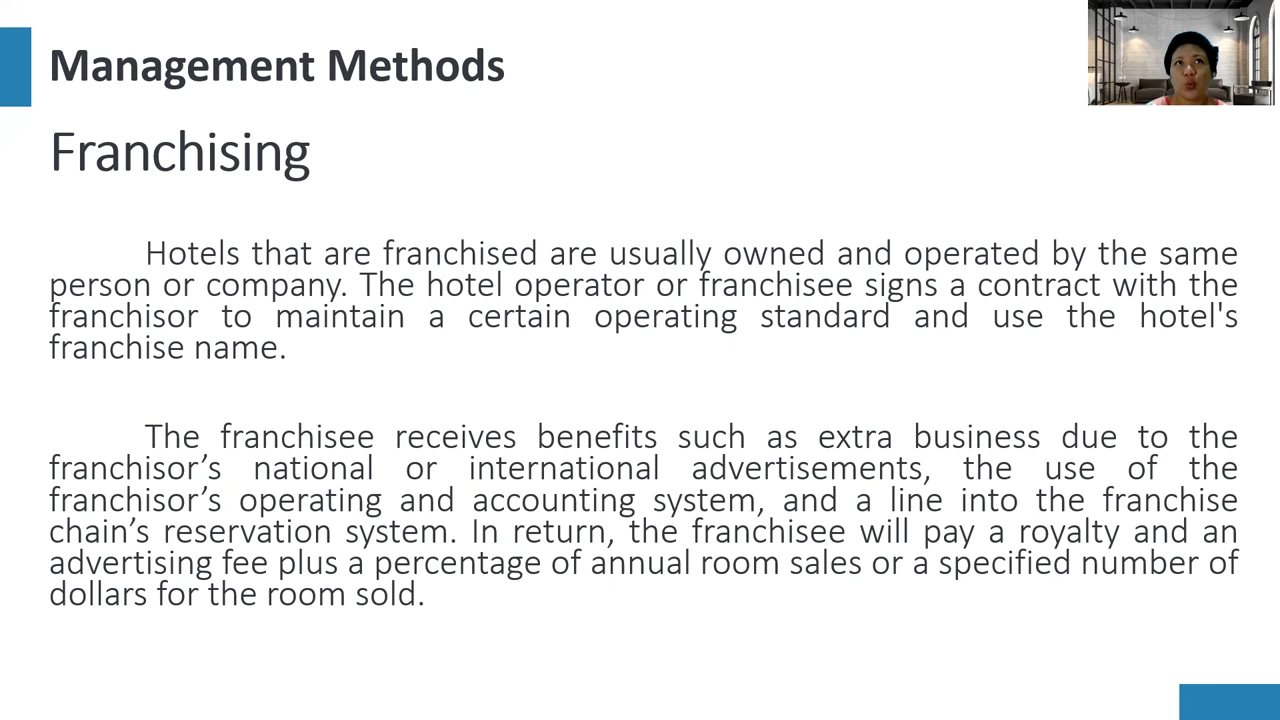 Management Methods
Franchising
Hotels that are franchised are usually owned and operated by the same
person or company. The hotel operator or franchisee signs a contract with the
franchisor to maintain a certain operating standard and use the hotel's
franchise name.
The franchisee receives benefits such as extra business due to the
franchisor’s national or international advertisements, the use of the
franchisor’s operating and accounting system, and a line into the franchise
chain’s reservation system. In return, the franchisee will pay a royalty and an
advertising fee plus a percentage of annual room sales or a specified number of
dollars for the room sold.